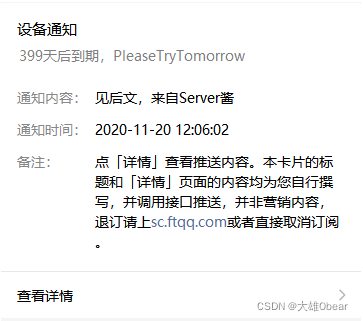 设备通知
399天后到期，PleaseTryTomorrow
通知内容： 见后文，来自Server酱
通知时间： 2020-11-20 12:06:02
备注： 点「详情」查看推送内容。本卡片的标
题和「详情」页面的内容均为您自行撰
写，并调用接口推送，并非营销内容，
退订请上sc.ftqq.com或者直接取消订阅
。
查看详情
CSDN @大雄0bear